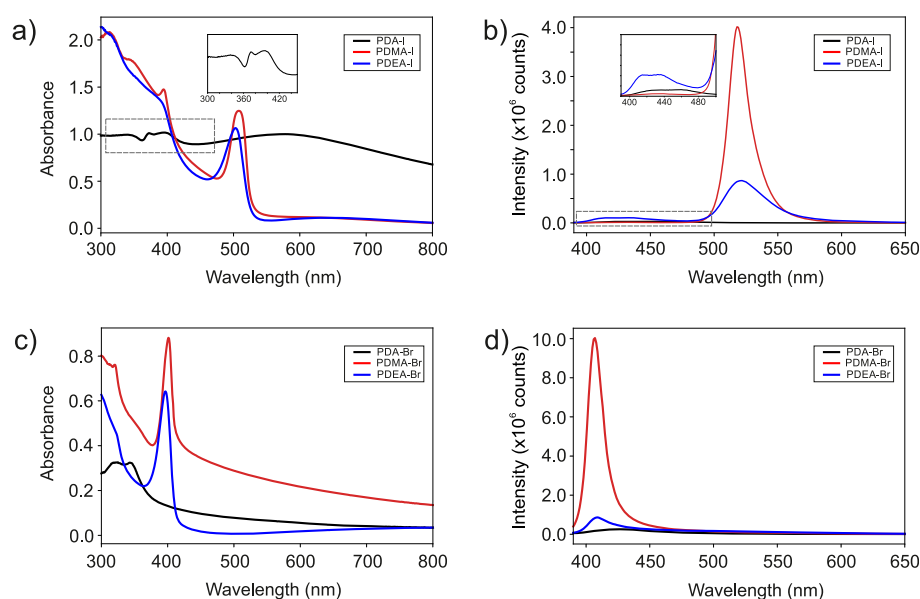 a)
2.0
1.5
1.0
0.5
0.0
Absorbance
300 400 500 600 700 800
Wavelength (nm)
300 360 420
PDA-I
PDMA-I
PDEA-I
b)
4.0
3.0
2.0
1.0
0.0
Intensity (x10⁶ counts)
400 450 500 550 600 650
Wavelength (nm)
400 440 480
PDA-I
PDMA-I
PDEA-I
c)
0.8
0.6
0.4
0.2
0.0
Absorbance
300 400 500 600 700 800
Wavelength (nm)
PDA-Br
PDMA-Br
PDEA-Br
d)
10.0
8.0
6.0
4.0
2.0
0.0
Intensity (x10⁶ counts)
400 450 500 550 600 650
Wavelength (nm)
PDA-Br
PDMA-Br
PDEA-Br